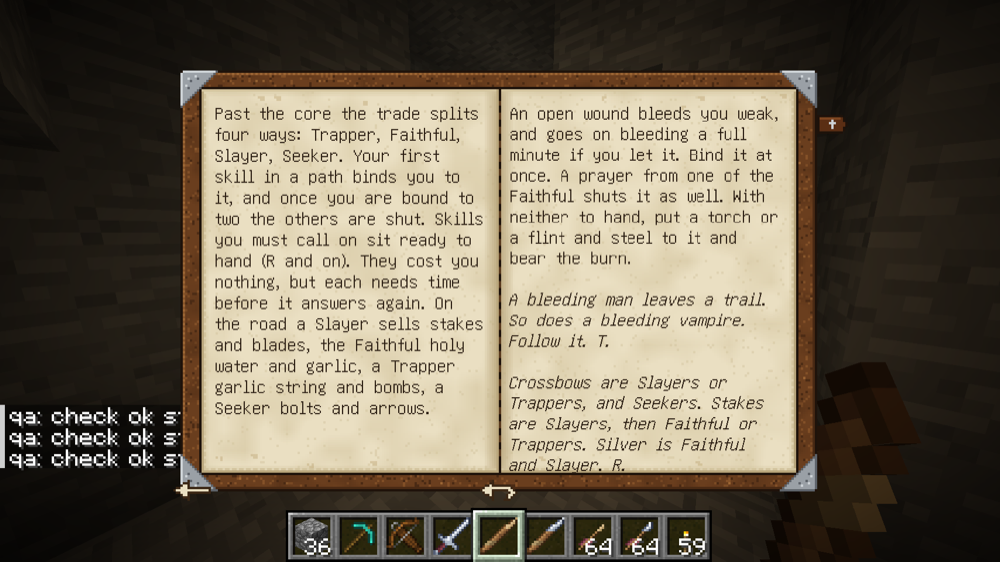 Past the core the trade splits
four ways: Trapper, Faithful,
Slayer, Seeker. Your first
skill in a path binds you to
it, and once you are bound to
two the others are shut. Skills
you must call on sit ready to
hand (R and on). They cost you
nothing, but each needs time
before it answers again. On
the road a Slayer sells stakes
and blades, the Faithful holy
water and garlic, a Trapper
garlic string and bombs, a
Seeker bolts and arrows.
An open wound bleeds you weak,
and goes on bleeding a full
minute if you let it. Bind it at
once. A prayer from one of the
Faithful shuts it as well. With
neither to hand, put a torch or
a flint and steel to it and
bear the burn.
A bleeding man leaves a trail.
So does a bleeding vampire.
Follow it. T.
Crossbows are Slayers or
Trappers, and Seekers. Stakes
are Slayers, then Faithful or
Trappers. Silver is Faithful
and Slayer. R.
qa: check ok
qa: check ok
qa: check ok
36
64
64
59